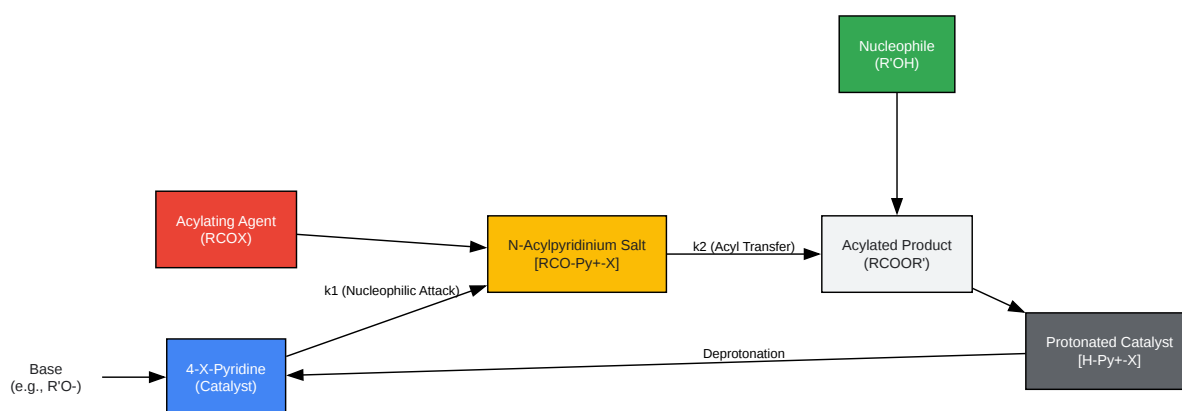 Nucleophile
(R'OH)
Acylating Agent
(RCOX)
N-Acylpyridinium Salt
[RCO-Py+-X]
k2 (Acyl Transfer)
Acylated Product
(RCOOR')
k1 (Nucleophilic Attack)
Protonated Catalyst
[H-Py+-X]
Deprotonation
Base
(e.g., R'O-)
4-X-Pyridine
(Catalyst)